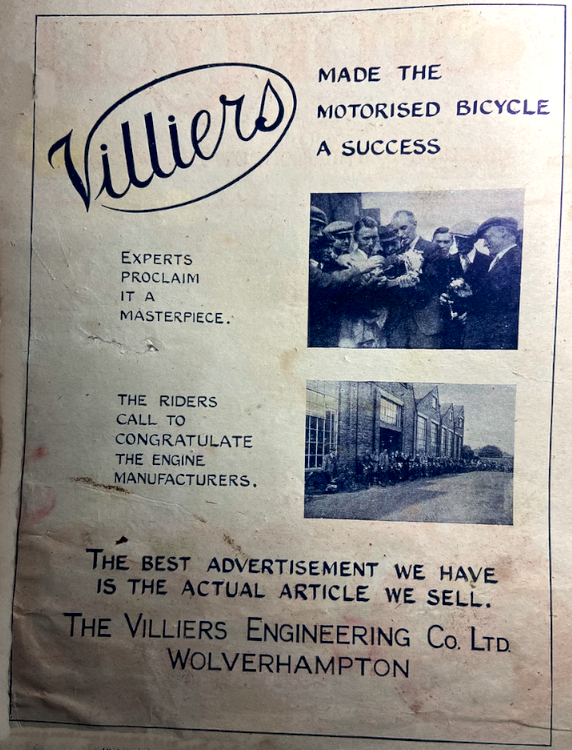 Villiers
MADE THE
MOTORISED BICYCLE
A SUCCESS
EXPERTS
PROCLAIM
IT A
MASTERPIECE.
THE RIDERS
CALL TO
CONGRATULATE
THE ENGINE
MANUFACTURERS.
THE BEST ADVERTISEMENT WE HAVE
IS THE ACTUAL ARTICLE WE SELL.
THE VILLIERS ENGINEERING CO. LTD.
WOLVERHAMPTON